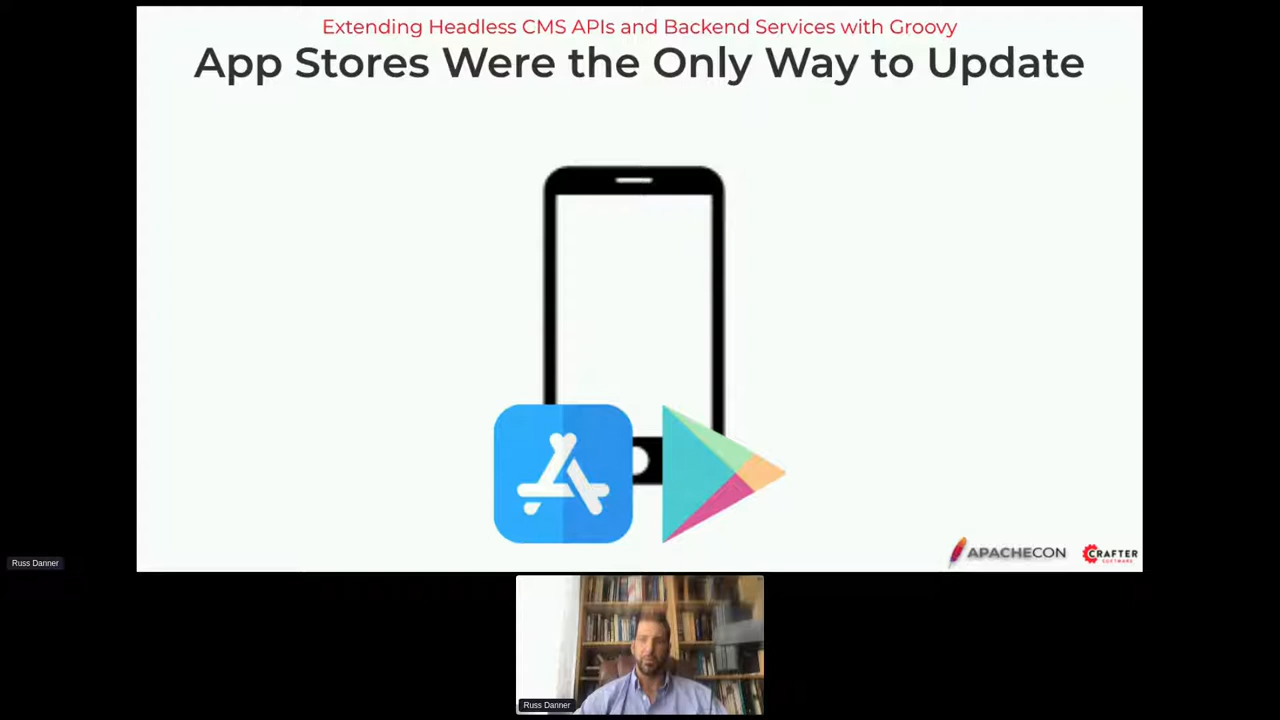 Extending Headless CMS APIs and Backend Services with Groovy
App Stores Were the Only Way to Update
APACHECON
CRAFTER
SOFTWARE
Russ Danner
Russ Danner